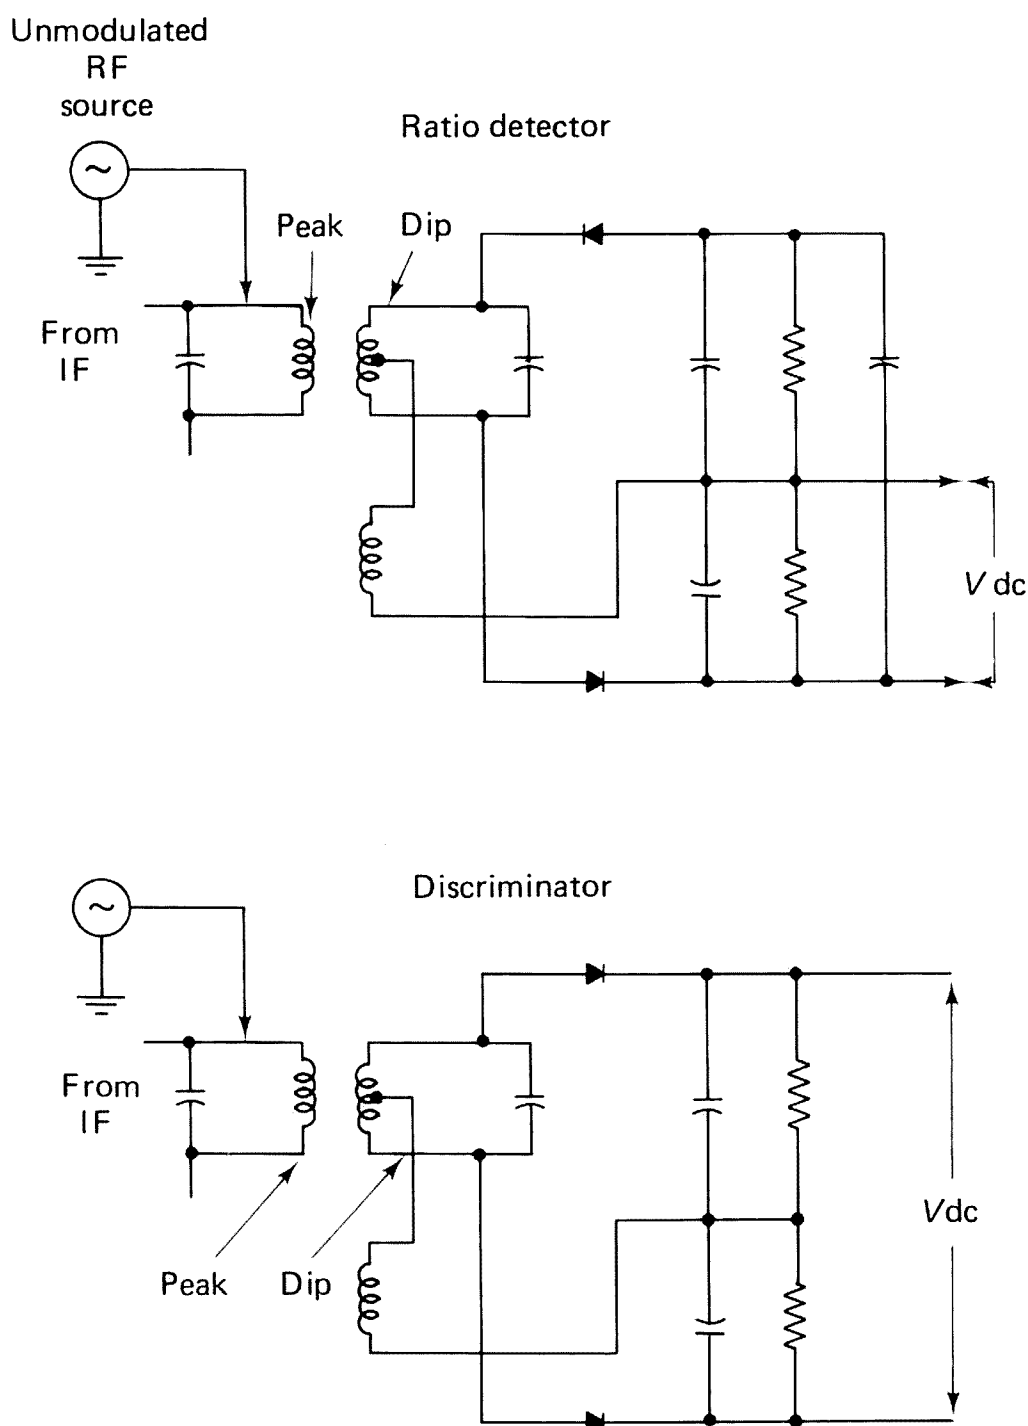 Unmodulated
RF
source
Ratio detector
Peak
Dip
From
IF
V dc
Discriminator
From
IF
Vdc
Peak
Dip